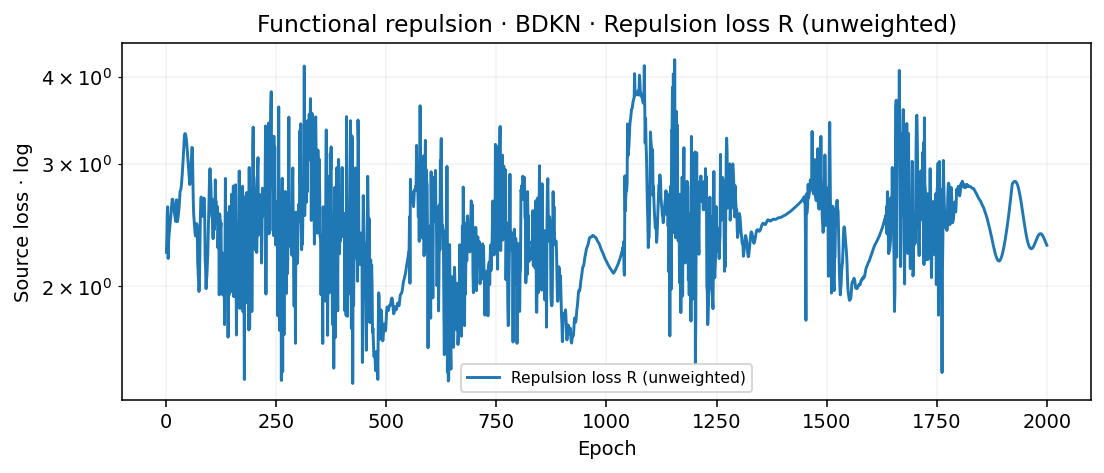 Functional repulsion · BDKN · Repulsion loss R (unweighted)
Source loss · log
4 × 10⁰
3 × 10⁰
2 × 10⁰
Repulsion loss R (unweighted)
0 250 500 750 1000 1250 1500 1750 2000
Epoch